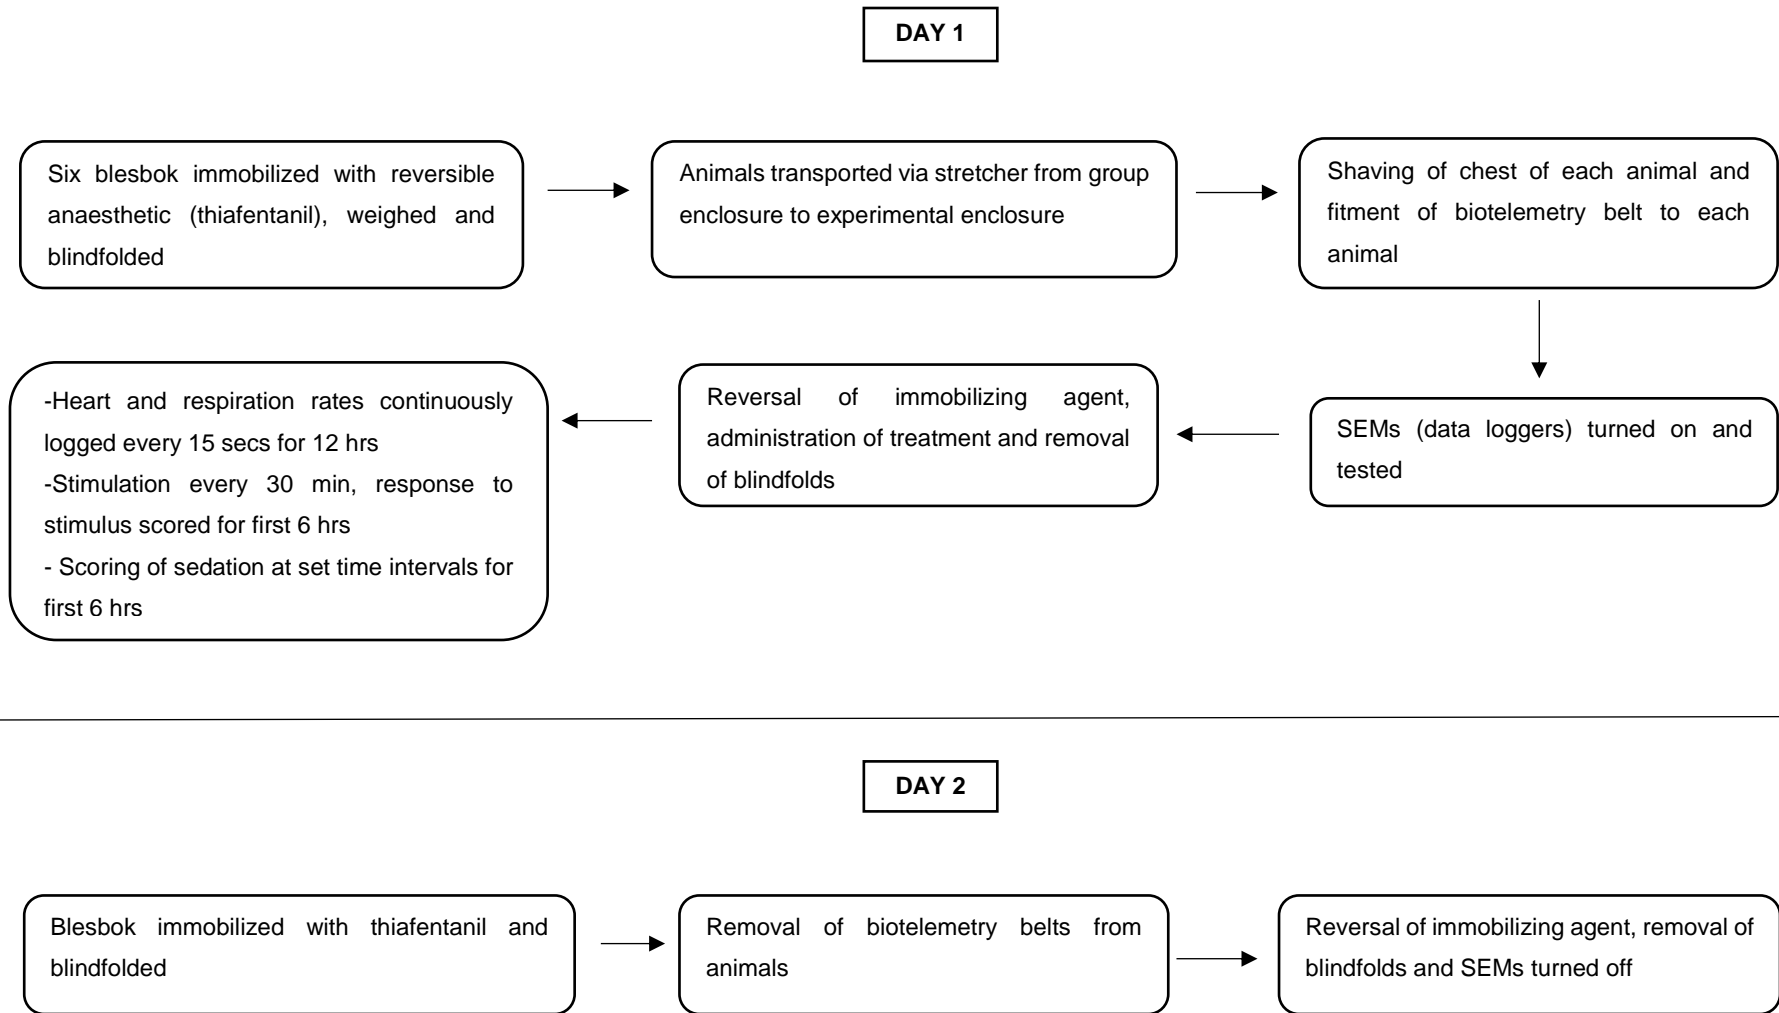 DAY 1
Six blesbok immobilized with reversible
anaesthetic (thiafentanil), weighed and
blindfolded
Animals transported via stretcher from group
enclosure to experimental enclosure
Shaving of chest of each animal and
fitment of biotelemetry belt to each
animal
SEMs (data loggers) turned on and
tested
Reversal of immobilizing agent,
administration of treatment and removal
of blindfolds
-Heart and respiration rates continuously
logged every 15 secs for 12 hrs
-Stimulation every 30 min, response to
stimulus scored for first 6 hrs
- Scoring of sedation at set time intervals for
first 6 hrs
DAY 2
Blesbok immobilized with thiafentanil and
blindfolded
Removal of biotelemetry belts from
animals
Reversal of immobilizing agent, removal of
blindfolds and SEMs turned off